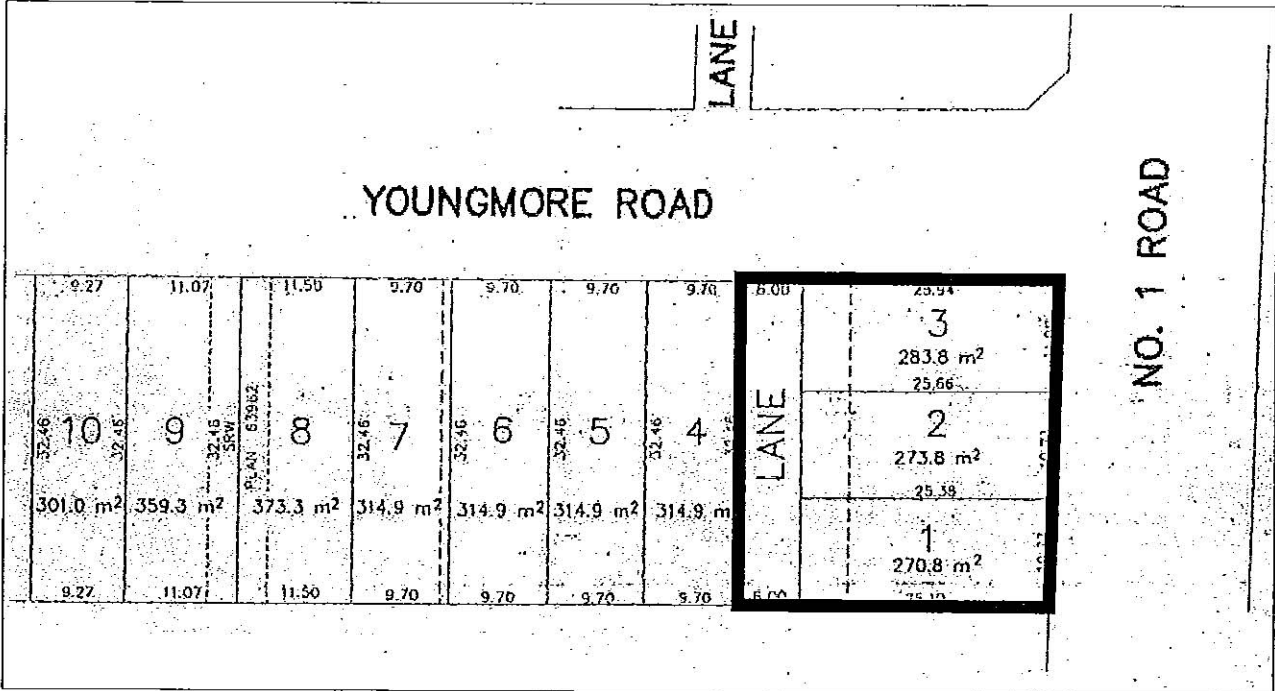 LANE
YOUNGMORE ROAD
NO. 1 ROAD
9.27 11.07 11.50 9.70 9.70 9.70 9.70 6.00
3
283.8 m²
25.66
LANE
2
273.8 m²
25.39
1
270.8 m²
10 9 8 7 6 5 4
32.46 32.46 32.46 32.46 32.46 32.46 32.46
SRW
PLAN 63962
301.0 m² 359.3 m² 373.3 m² 314.9 m² 314.9 m² 314.9 m² 314.9 m
9.27 11.07 11.50 9.70 9.70 9.70 9.70 6.00